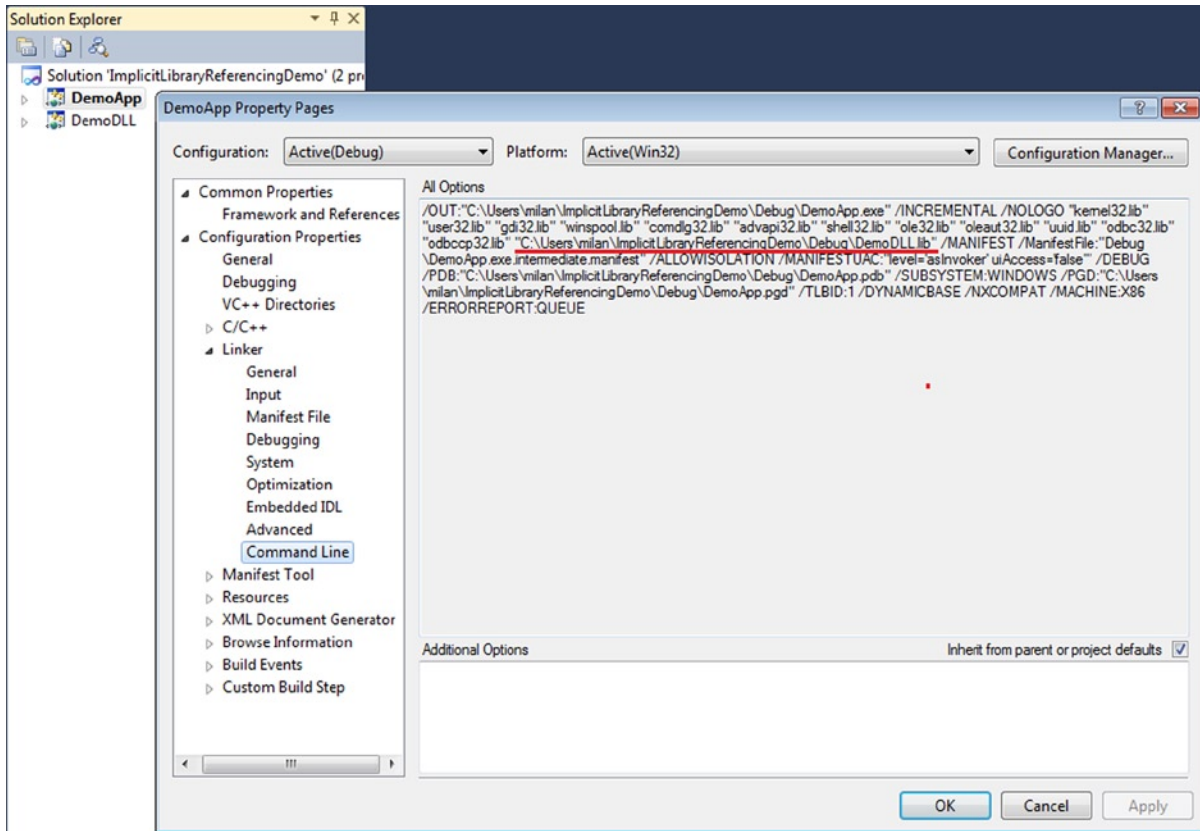 Solution Explorer
Solution 'ImplicitLibraryReferencingDemo' (2 pr
DemoApp
DemoDLL
DemoApp Property Pages
Configuration: Active(Debug) Platform: Active(Win32) Configuration Manager...
Common Properties
Framework and References
Configuration Properties
General
Debugging
VC++ Directories
C/C++
Linker
General
Input
Manifest File
Debugging
System
Optimization
Embedded IDL
Advanced
Command Line
Manifest Tool
Resources
XML Document Generator
Browse Information
Build Events
Custom Build Step
All Options
/OUT:"C:\Users\milan\ImplicitLibraryReferencingDemo\Debug\DemoApp.exe" /INCREMENTAL /NOLOGO "kernel32.lib"
"user32.lib" "gdi32.lib" "winspool.lib" "comdlg32.lib" "advapi32.lib" "shell32.lib" "ole32.lib" "oleaut32.lib" "uuid.lib" "odbc32.lib"
"odbccp32.lib" "C:\Users\milan\ImplicitLibraryReferencingDemo\Debug\DemoDLL.lib" /MANIFEST /ManifestFile:"Debug
\DemoApp.exe.intermediate.manifest" /ALLOWISOLATION /MANIFESTUAC:"level='asInvoker' uiAccess='false'" /DEBUG
/PDB:"C:\Users\milan\ImplicitLibraryReferencingDemo\Debug\DemoApp.pdb" /SUBSYSTEM:WINDOWS /PGD:"C:\Users
\milan\ImplicitLibraryReferencingDemo\Debug\DemoApp.pgd" /TLBID:1 /DYNAMICBASE /NXCOMPAT /MACHINE:X86
/ERRORREPORT:QUEUE
Additional Options Inherit from parent or project defaults
OK Cancel Apply